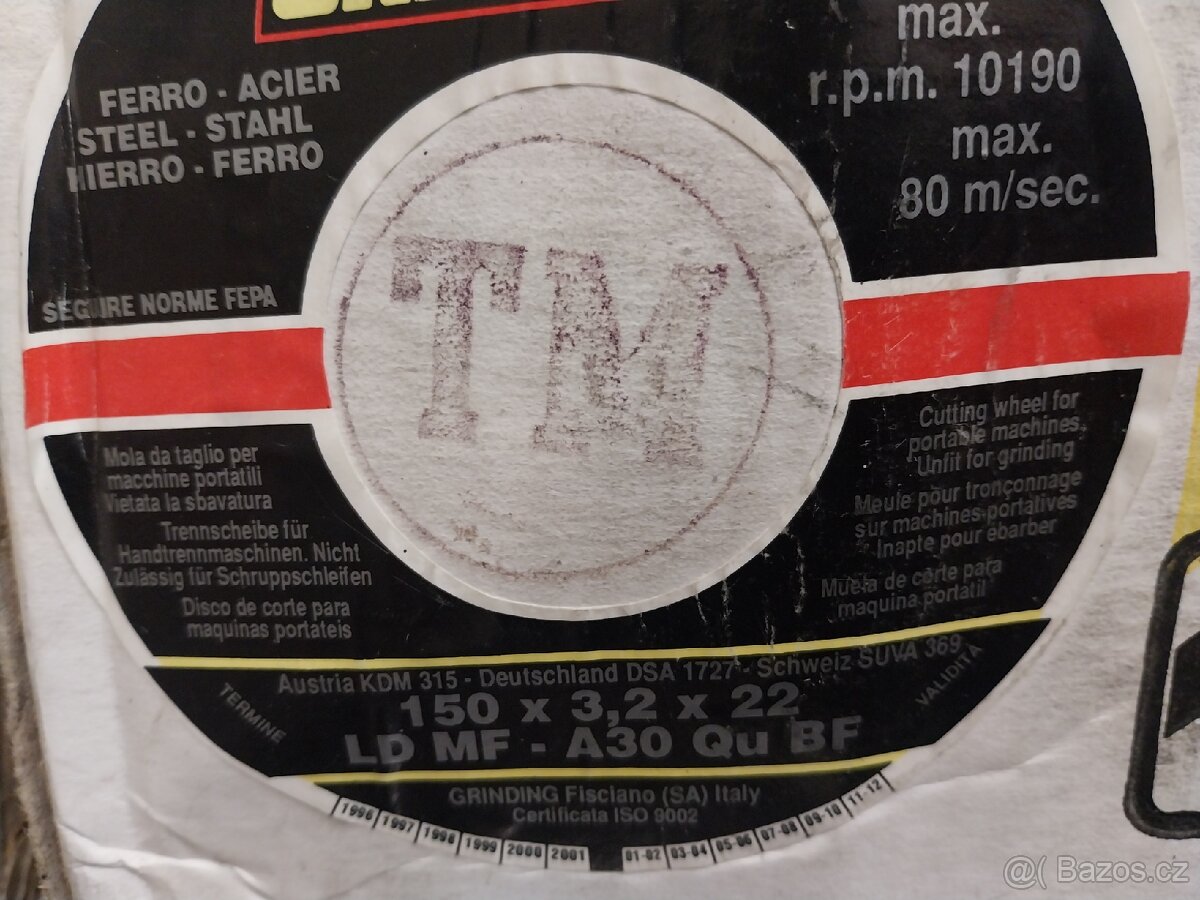 max.
r.p.m. 10190
max.
80 m/sec.
FERRO - ACIER
STEEL - STAHL
HIERRO - FERRO
SEGUIRE NORME FEPA
TM
Mola da taglio per
macchine portatili
Vietata la sbavatura
Trennscheibe für
Handtrennmaschinen. Nicht
Zulässig für Schruppschleifen
Disco de corte para
maquinas portateis
Cutting wheel for
portable machines.
Unfit for grinding
Meule pour tronçonnage
sur machines portatives
Inapte pour ébarber
Muela de corte para
maquina portatil
Austria KDM 315 - Deutschland DSA 1727 - Schweiz SUVA 369
150 x 3,2 x 22
LD MF - A30 Qu BF
TERMINE
VALIDITÀ
GRINDING Fisciano (SA) Italy
Certificata ISO 9002
1996 1997 1998 1999 2000 2001 01-02 03-04 05-06 07-08 09-10 11-12
@( Bazos.cz